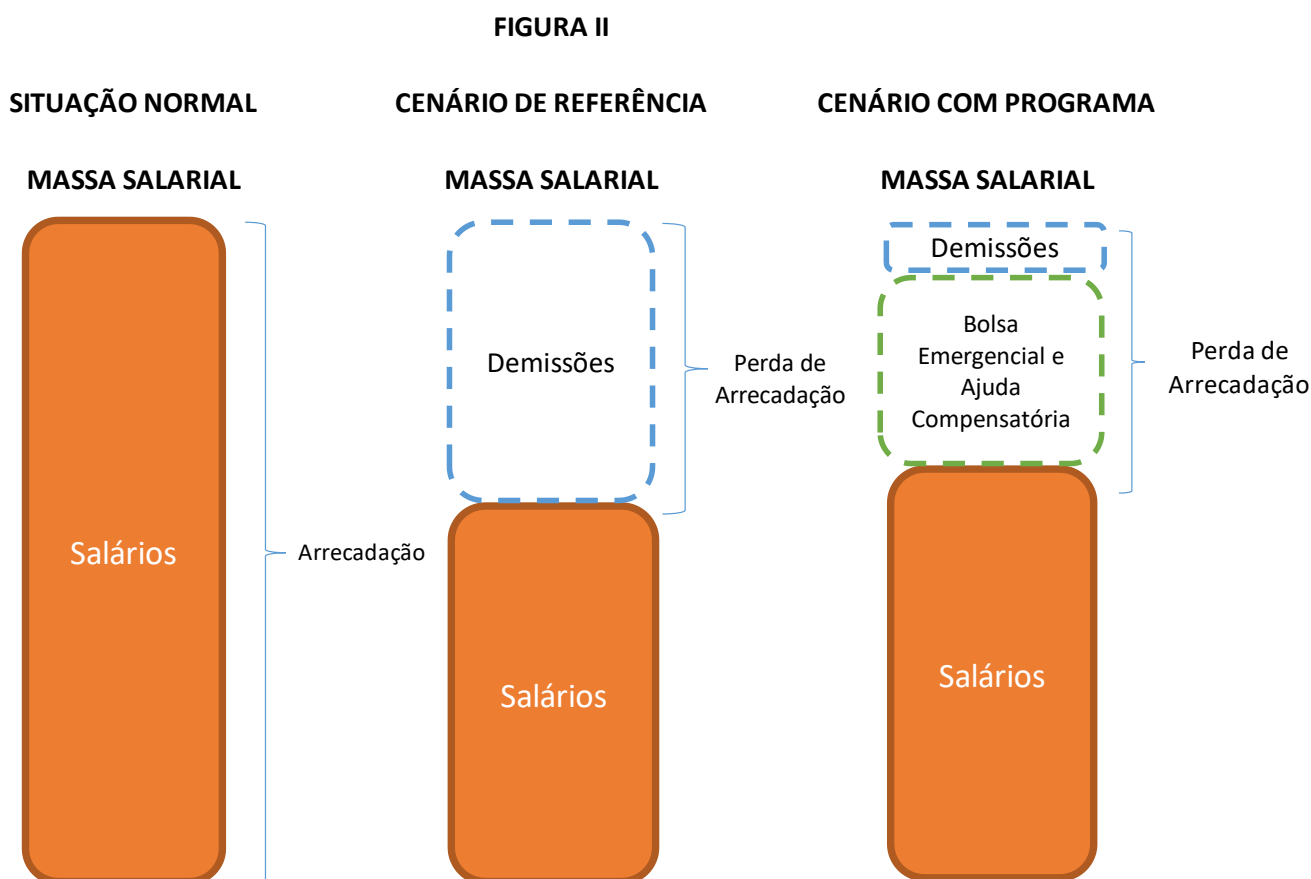 FIGURA II
SITUAÇÃO NORMAL
CENÁRIO DE REFERÊNCIA
CENÁRIO COM PROGRAMA
MASSA SALARIAL
MASSA SALARIAL
MASSA SALARIAL
Salários
Arrecadação
Demissões
Perda de
Arrecadação
Salários
Demissões
Bolsa
Emergencial e
Ajuda
Compensatória
Perda de
Arrecadação
Salários